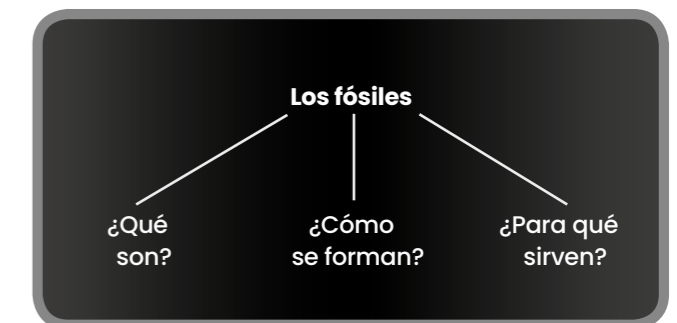 Los fósiles
¿Qué
son?
¿Cómo
se forman?
¿Para qué
sirven?